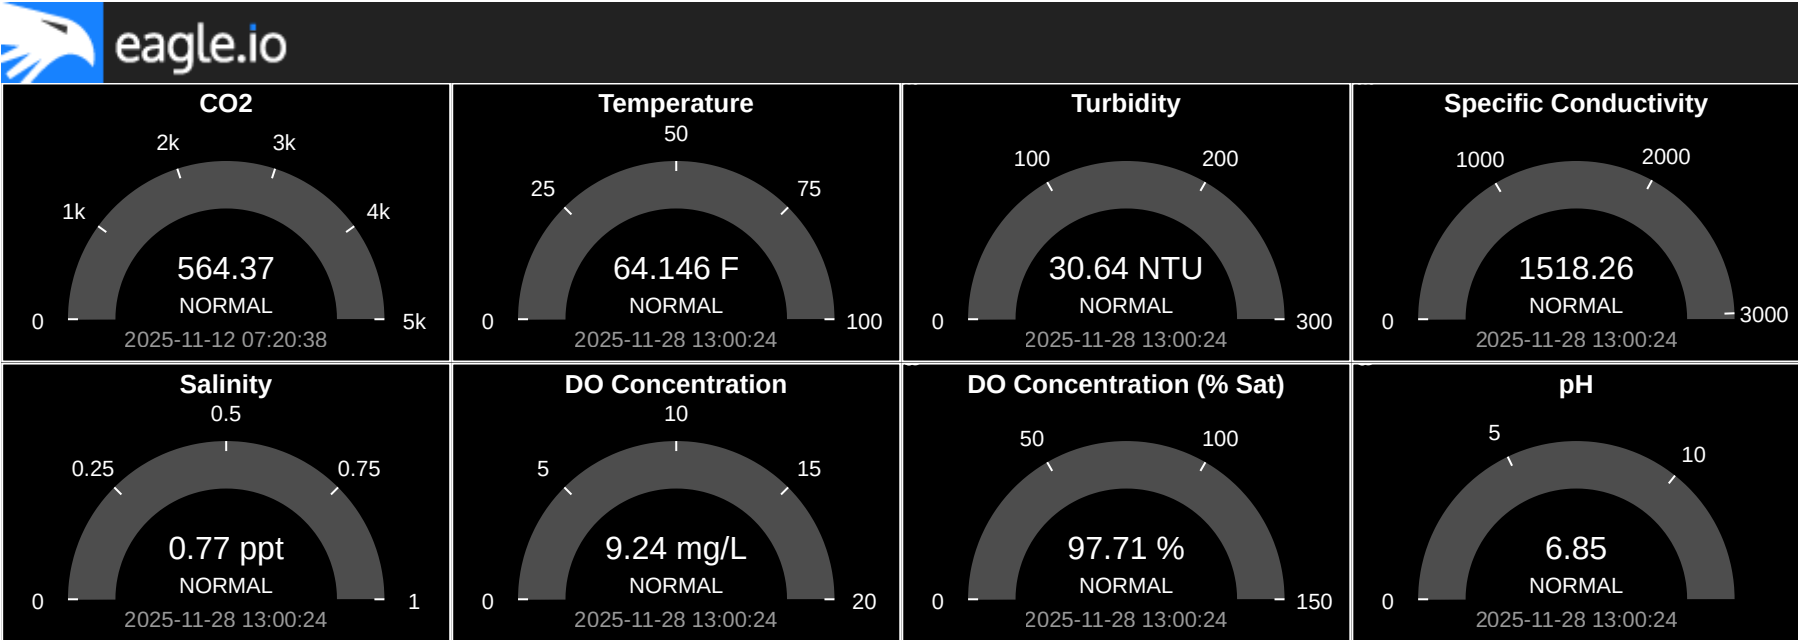 eagle.io
CO2
2k
3k
1k
4k
564.37
NORMAL
0
5k
2025-11-12 07:20:38
Temperature
50
25
75
64.146 F
NORMAL
0
100
2025-11-28 13:00:24
Turbidity
100
200
30.64 NTU
NORMAL
0
300
2025-11-28 13:00:24
Specific Conductivity
1000
2000
1518.26
NORMAL
0
3000
2025-11-28 13:00:24
Salinity
0.5
0.25
0.75
0.77 ppt
NORMAL
0
1
2025-11-28 13:00:24
DO Concentration
10
5
15
9.24 mg/L
NORMAL
0
20
2025-11-28 13:00:24
DO Concentration (% Sat)
50
100
97.71 %
NORMAL
0
150
2025-11-28 13:00:24
pH
5
10
6.85
NORMAL
0
2025-11-28 13:00:24